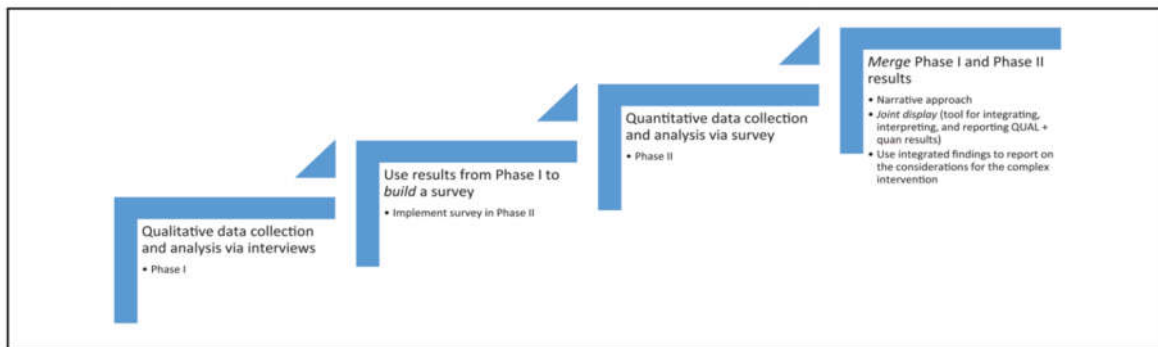 Qualitative data collection
and analysis via interviews
• Phase I
Use results from Phase I to
build a survey
• Implement survey in Phase II
Quantitative data collection
and analysis via survey
• Phase II
Merge Phase I and Phase II
results
• Narrative approach
• Joint display (tool for integrating,
interpreting, and reporting QUAL +
quan results)
• Use integrated findings to report on
the considerations for the complex
intervention